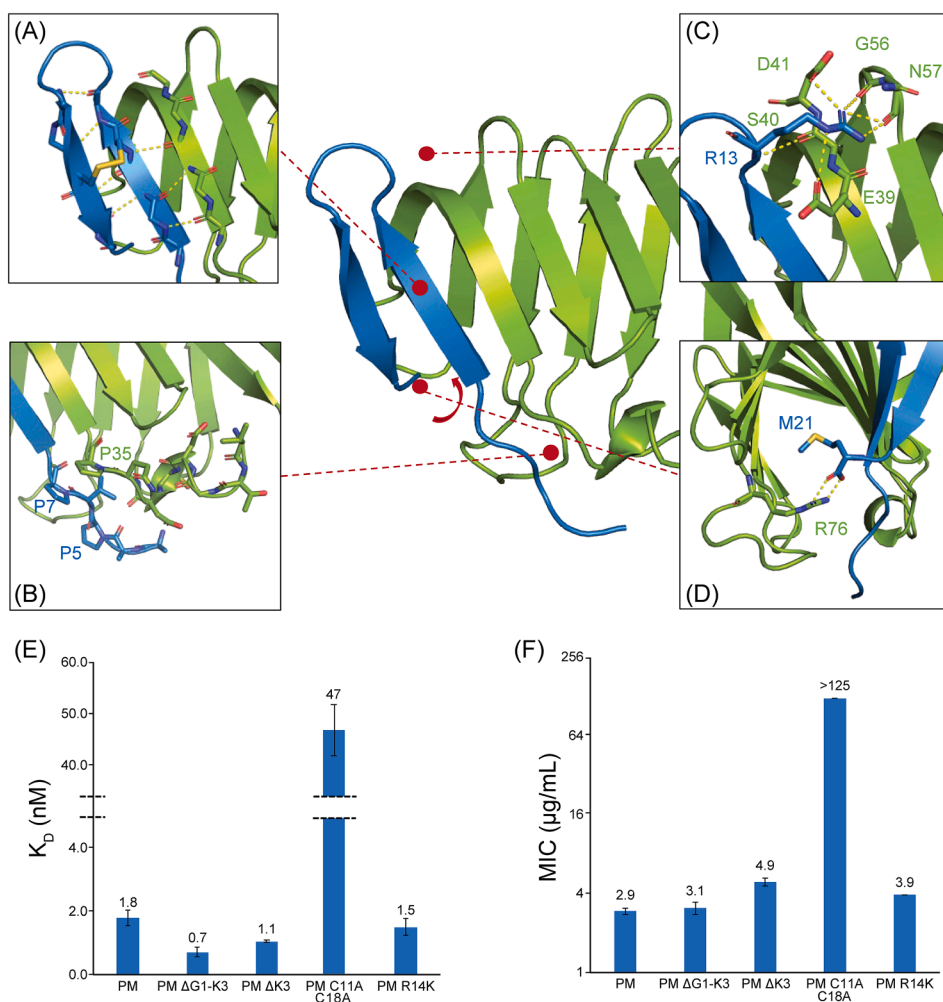 (A)
(C)
G56
D41
N57
S40
R13
E39
P35
P7
P5
(B)
M21
R76
(D)
(E)
60.0
50.0
40.0
4.0
2.0
0.0
K_D (nM)
1.8
0.7
1.1
47
1.5
PM
PM ΔG1-K3
PM ΔK3
PM C11A
C18A
PM R14K
(F)
256
64
16
4
1
MIC (µg/mL)
2.9
3.1
4.9
>125
3.9
PM
PM ΔG1-K3
PM ΔK3
PM C11A
C18A
PM R14K